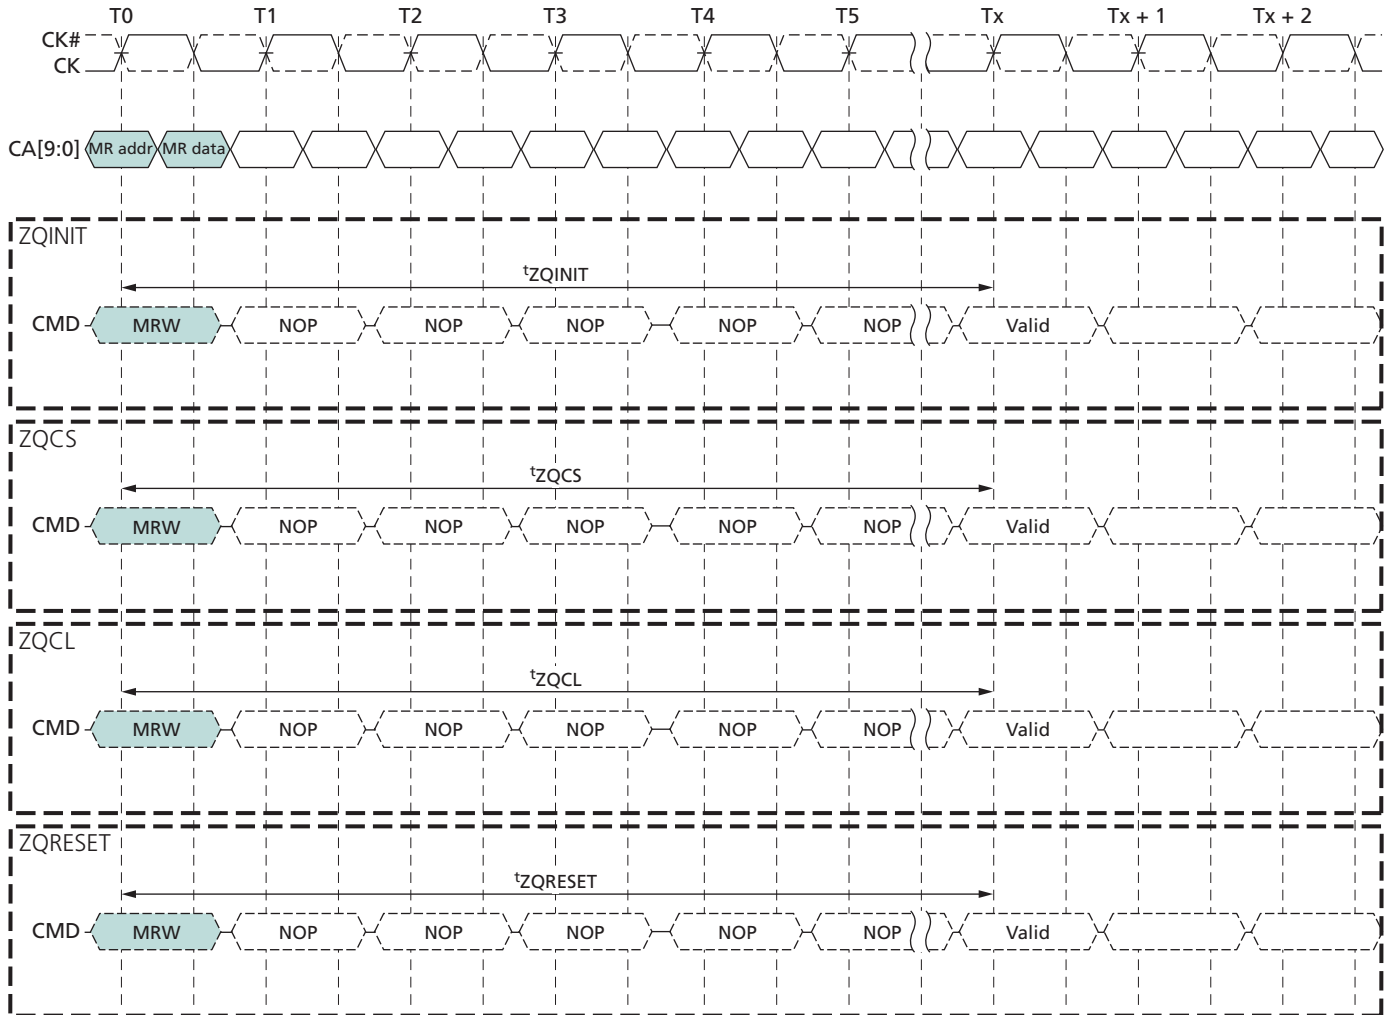 T0 T1 T2 T3 T4 T5 Tx Tx + 1 Tx + 2
CK#
CK
CA[9:0] MR addr MR data
ZQINIT
tZQINIT
CMD MRW NOP NOP NOP NOP NOP Valid
ZQCS
tZQCS
CMD MRW NOP NOP NOP NOP NOP Valid
ZQCL
tZQCL
CMD MRW NOP NOP NOP NOP NOP Valid
ZQRESET
tZQRESET
CMD MRW NOP NOP NOP NOP NOP Valid